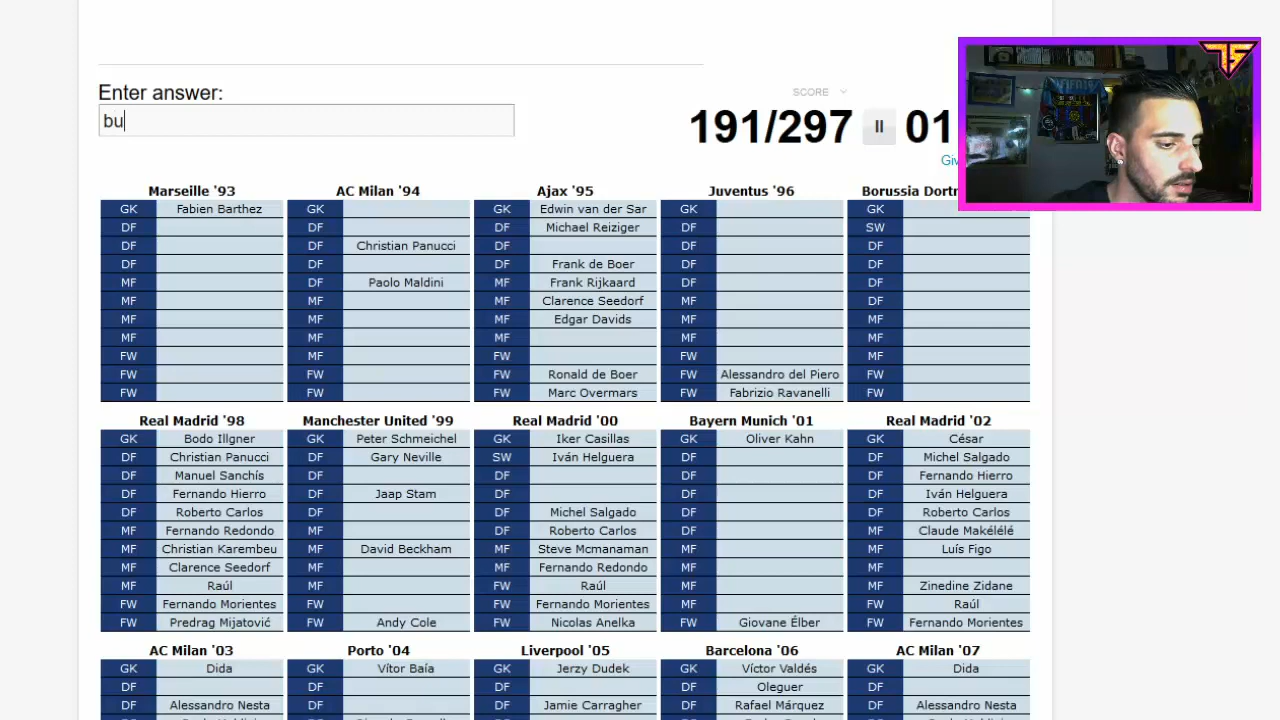 Enter answer:
bu
SCORE
191/297 II 01
Giv
Marseille '93
GK Fabien Barthez
DF
DF
DF
MF
MF
MF
MF
FW
FW
FW
AC Milan '94
GK
DF
DF Christian Panucci
DF
DF Paolo Maldini
MF
MF
MF
MF
FW
FW
Ajax '95
GK Edwin van der Sar
DF Michael Reiziger
DF
DF Frank de Boer
MF Frank Rijkaard
MF Clarence Seedorf
MF Edgar Davids
MF
FW
FW Ronald de Boer
FW Marc Overmars
Juventus '96
GK
DF
DF
DF
DF
MF
MF
MF
FW
FW Alessandro del Piero
FW Fabrizio Ravanelli
Borussia Dortm
GK
SW
DF
DF
DF
DF
MF
MF
MF
FW
FW
Real Madrid '98
GK Bodo Illgner
DF Christian Panucci
DF Manuel Sanchís
DF Fernando Hierro
DF Roberto Carlos
MF Fernando Redondo
MF Christian Karembeu
MF Clarence Seedorf
MF Raúl
FW Fernando Morientes
FW Predrag Mijatović
Manchester United '99
GK Peter Schmeichel
DF Gary Neville
DF
DF Jaap Stam
DF
MF
MF David Beckham
MF
MF
FW
FW Andy Cole
Real Madrid '00
GK Iker Casillas
SW Iván Helguera
DF
DF
DF Michel Salgado
DF Roberto Carlos
MF Steve Mcmanaman
MF Fernando Redondo
FW Raúl
FW Fernando Morientes
FW Nicolas Anelka
Bayern Munich '01
GK Oliver Kahn
DF
DF
DF
DF
DF
MF
MF
MF
MF
FW Giovane Élber
Real Madrid '02
GK César
DF Michel Salgado
DF Fernando Hierro
DF Iván Helguera
DF Roberto Carlos
MF Claude Makélélé
MF Luís Figo
MF
MF Zinedine Zidane
FW Raúl
FW Fernando Morientes
AC Milan '03
GK Dida
DF
DF Alessandro Nesta
Porto '04
GK Vítor Baía
DF
DF
Liverpool '05
GK Jerzy Dudek
DF
DF Jamie Carragher
Barcelona '06
GK Víctor Valdés
DF Oleguer
DF Rafael Márquez
AC Milan '07
GK Dida
DF
DF Alessandro Nesta